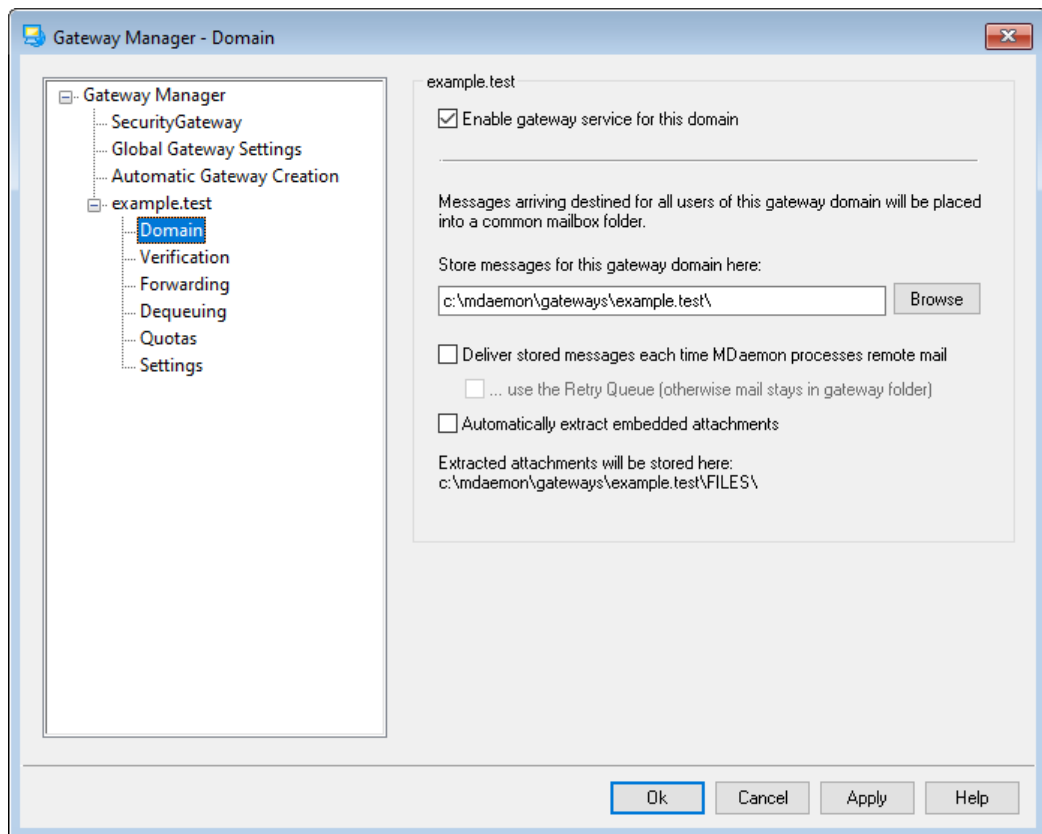 Gateway Manager - Domain
Gateway Manager
SecurityGateway
Global Gateway Settings
Automatic Gateway Creation
example.test
Domain
Verification
Forwarding
Dequeuing
Quotas
Settings
example.test
Enable gateway service for this domain
Messages arriving destined for all users of this gateway domain will be placed
into a common mailbox folder.
Store messages for this gateway domain here:
c:\mdaemon\gateways\example.test\
Browse
Deliver stored messages each time MDaemon processes remote mail
... use the Retry Queue (otherwise mail stays in gateway folder)
Automatically extract embedded attachments
Extracted attachments will be stored here:
c:\mdaemon\gateways\example.test\FILES\
Ok Cancel Apply Help